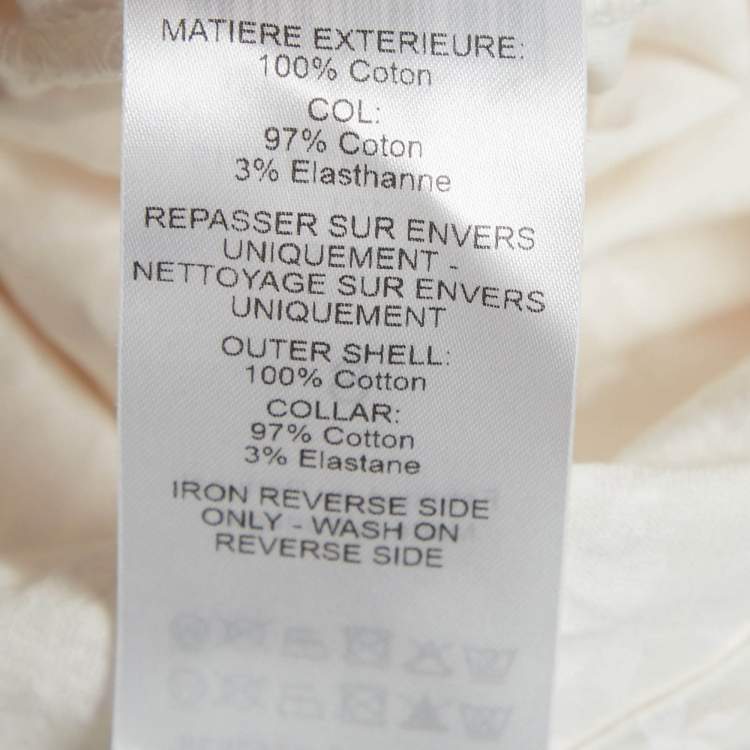 MATIERE EXTERIEURE:
100% Coton
COL:
97% Coton
3% Elasthanne
REPASSER SUR ENVERS
UNIQUEMENT -
NETTOYAGE SUR ENVERS
UNIQUEMENT
OUTER SHELL:
100% Cotton
COLLAR:
97% Cotton
3% Elastane
IRON REVERSE SIDE
ONLY - WASH ON
REVERSE SIDE